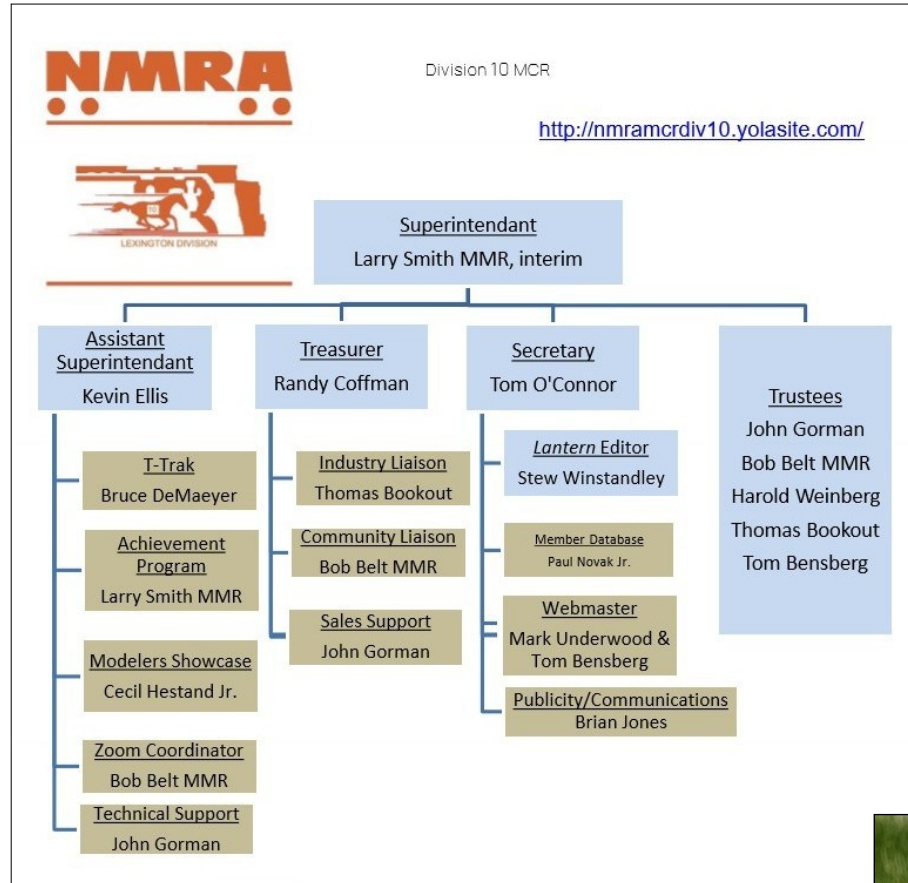 NMRA
Division 10 MCR
http://nmramcrdiv10.yolasite.com/
10
LEXINGTON DIVISION
Superintendant
Larry Smith MMR, interim
Assistant
Superintendant
Kevin Ellis
T-Trak
Bruce DeMaeyer
Achievement
Program
Larry Smith MMR
Modelers Showcase
Cecil Hestand Jr.
Zoom Coordinator
Bob Belt MMR
Technical Support
John Gorman
Treasurer
Randy Coffman
Industry Liaison
Thomas Bookout
Community Liaison
Bob Belt MMR
Sales Support
John Gorman
Secretary
Tom O'Connor
Lantern Editor
Stew Winstandley
Member Database
Paul Novak Jr.
Webmaster
Mark Underwood &
Tom Bensberg
Publicity/Communications
Brian Jones
Trustees
John Gorman
Bob Belt MMR
Harold Weinberg
Thomas Bookout
Tom Bensberg